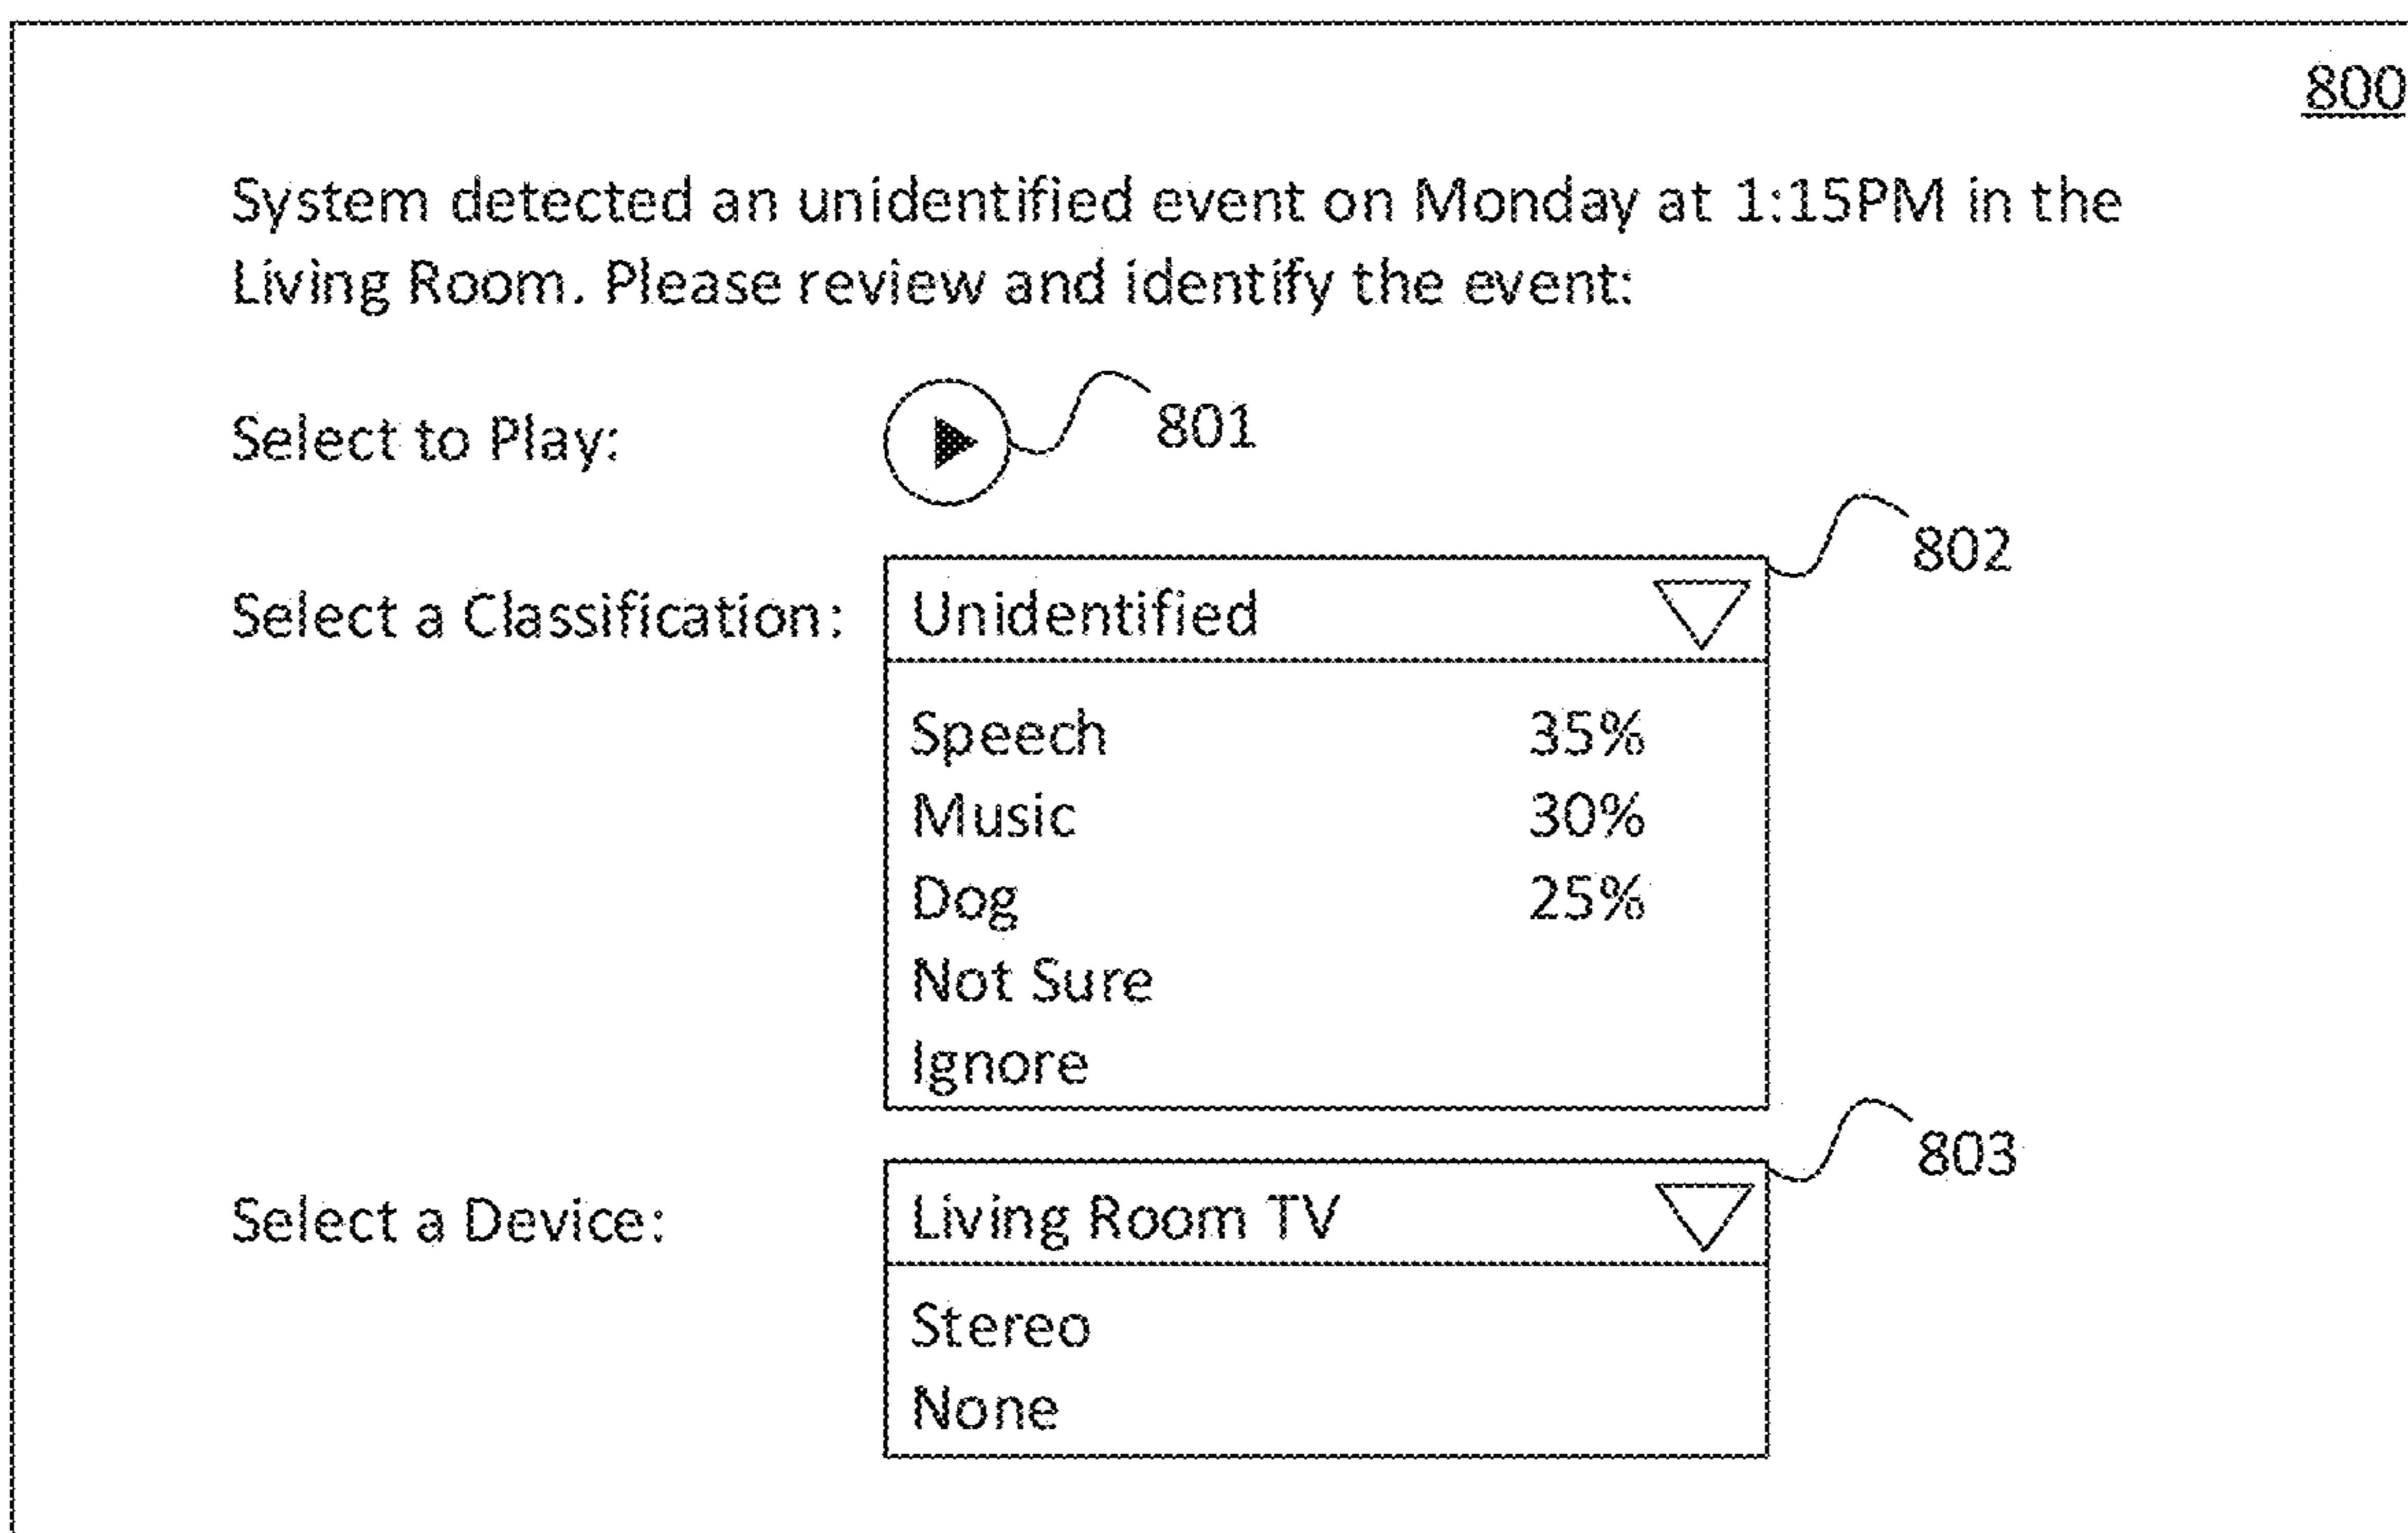 800
System detected an unidentified event on Monday at 1:15PM in the
Living Room. Please review and identify the event:
Select to Play:
801
802
Select a Classification:
Unidentified
Speech 35%
Music 30%
Dog 25%
Not Sure
Ignore
803
Select a Device:
Living Room TV
Stereo
None